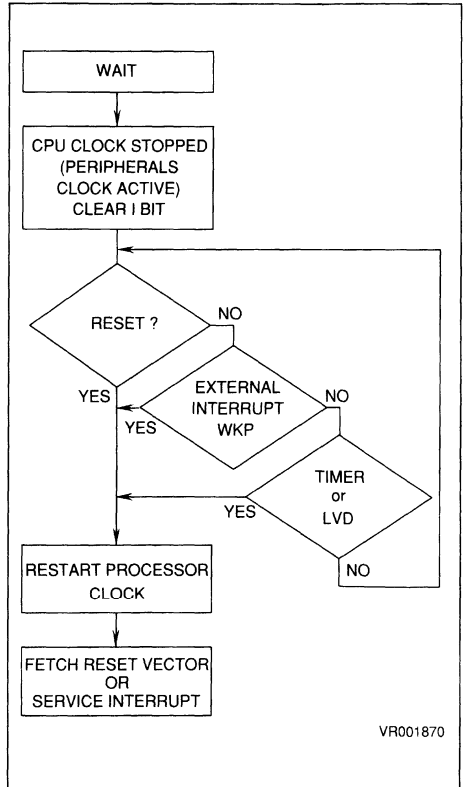 WAIT
CPU CLOCK STOPPED
(PERIPHERALS
CLOCK ACTIVE)
CLEAR I BIT
RESET ?
NO
YES
EXTERNAL
INTERRUPT
WKP
NO
YES
TIMER
or
LVD
YES
NO
RESTART PROCESSOR
CLOCK
FETCH RESET VECTOR
OR
SERVICE INTERRUPT
VR001870